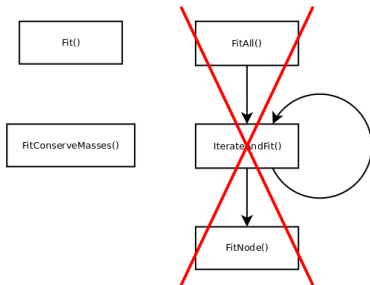 Fit()
FitAll()
FitConserveMasses()
IterateAndFit()
FitNode()